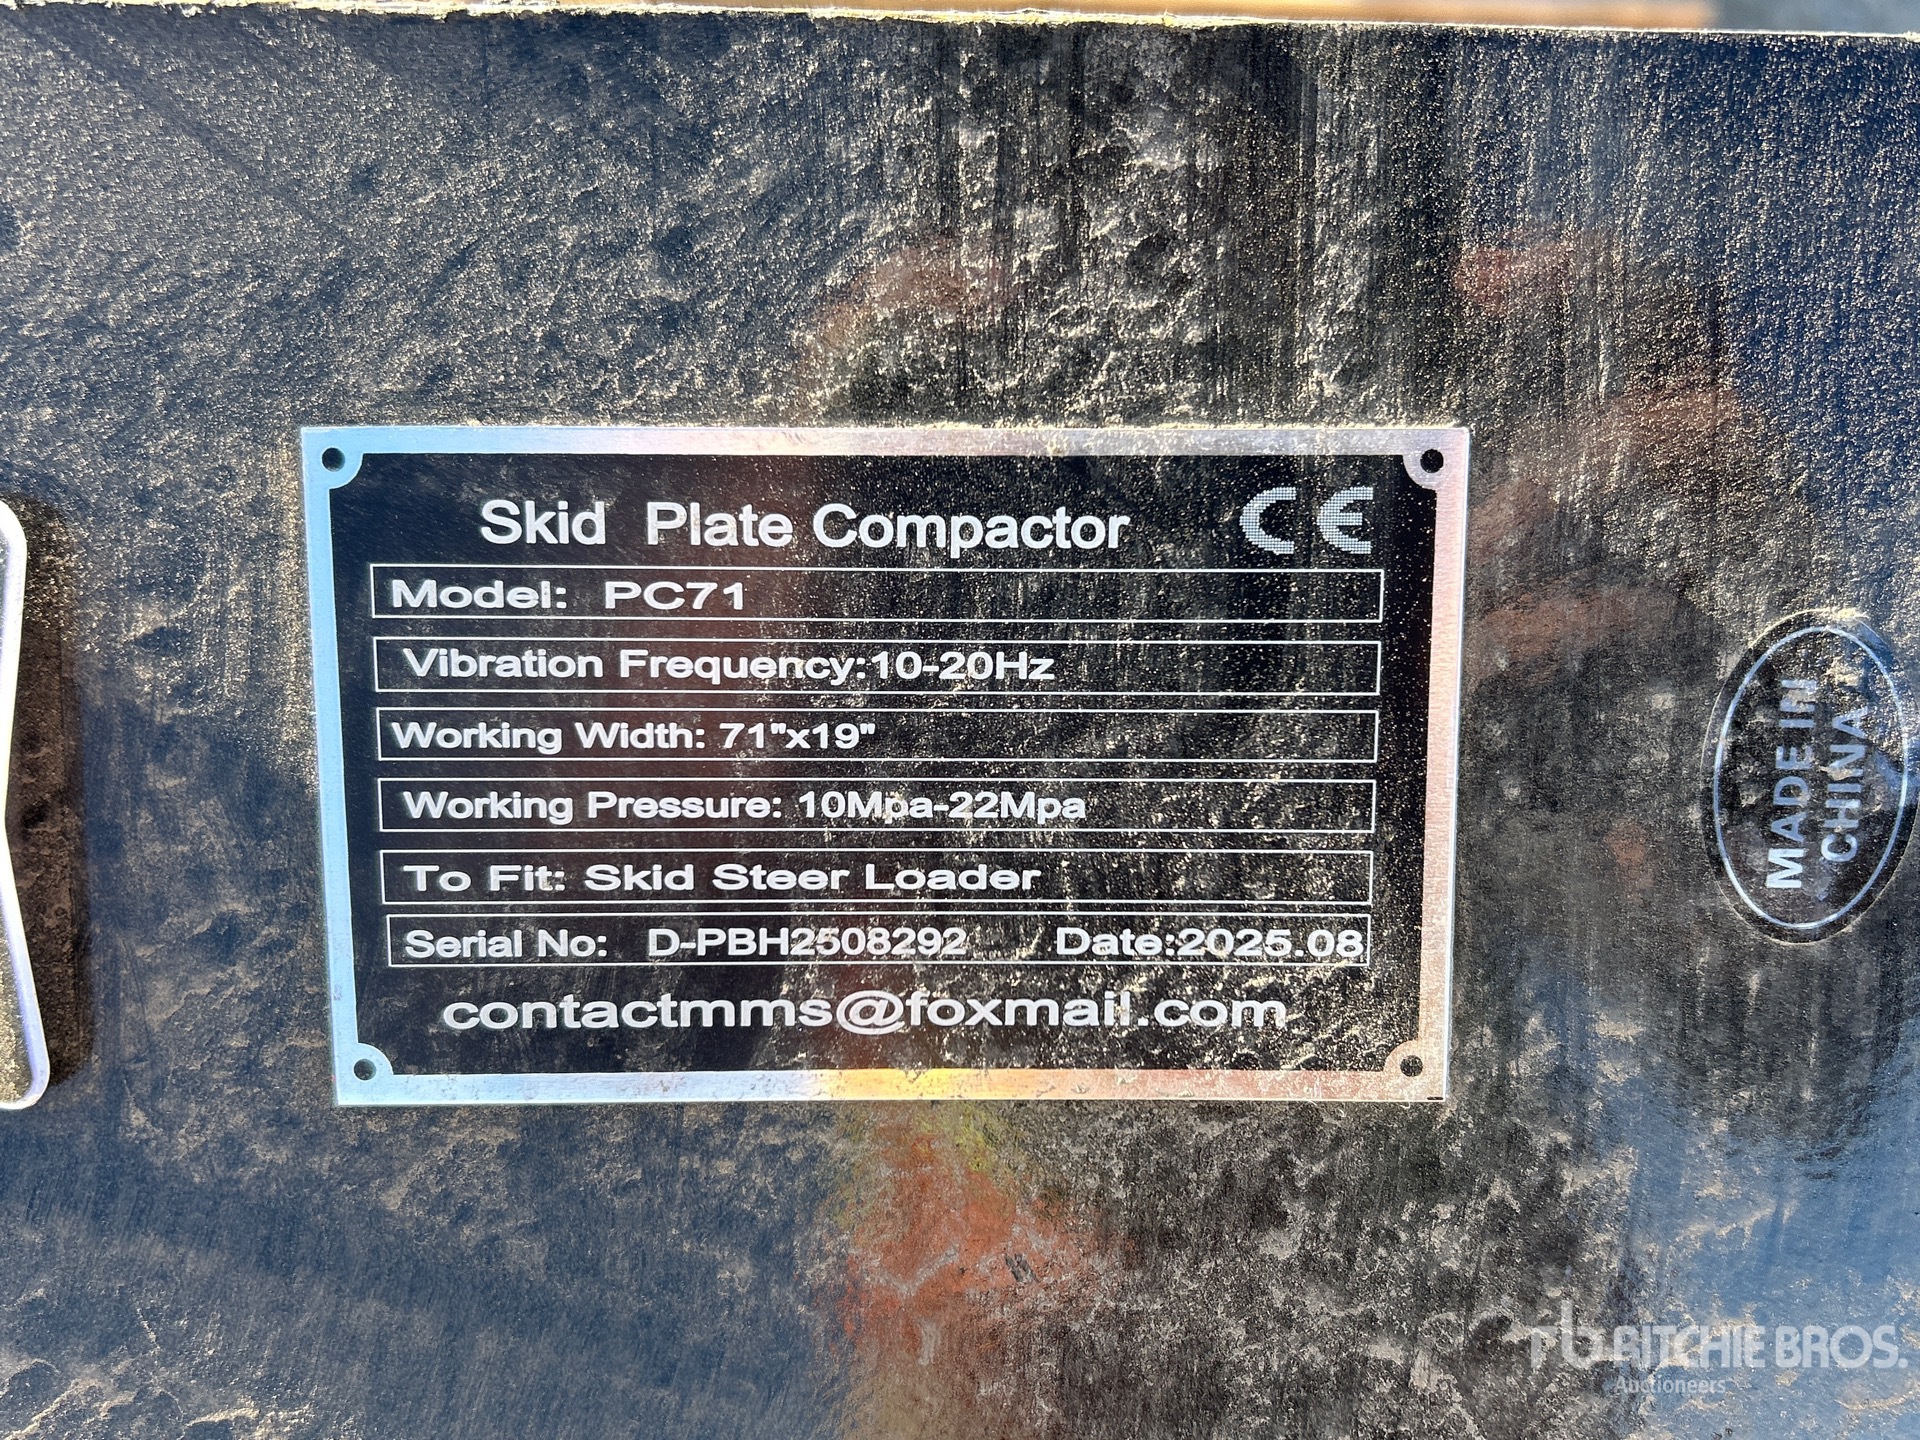 Skid Plate Compactor CE
Model: PC71
Vibration Frequency:10-20Hz
Working Width: 71"x19"
Working Pressure: 10Mpa-22Mpa
To Fit: Skid Steer Loader
Serial No: D-PBH2508292 Date:2025.08
contactmms@foxmail.com
MADE IN
CHINA
rb RITCHIE BROS.
Auctioneers